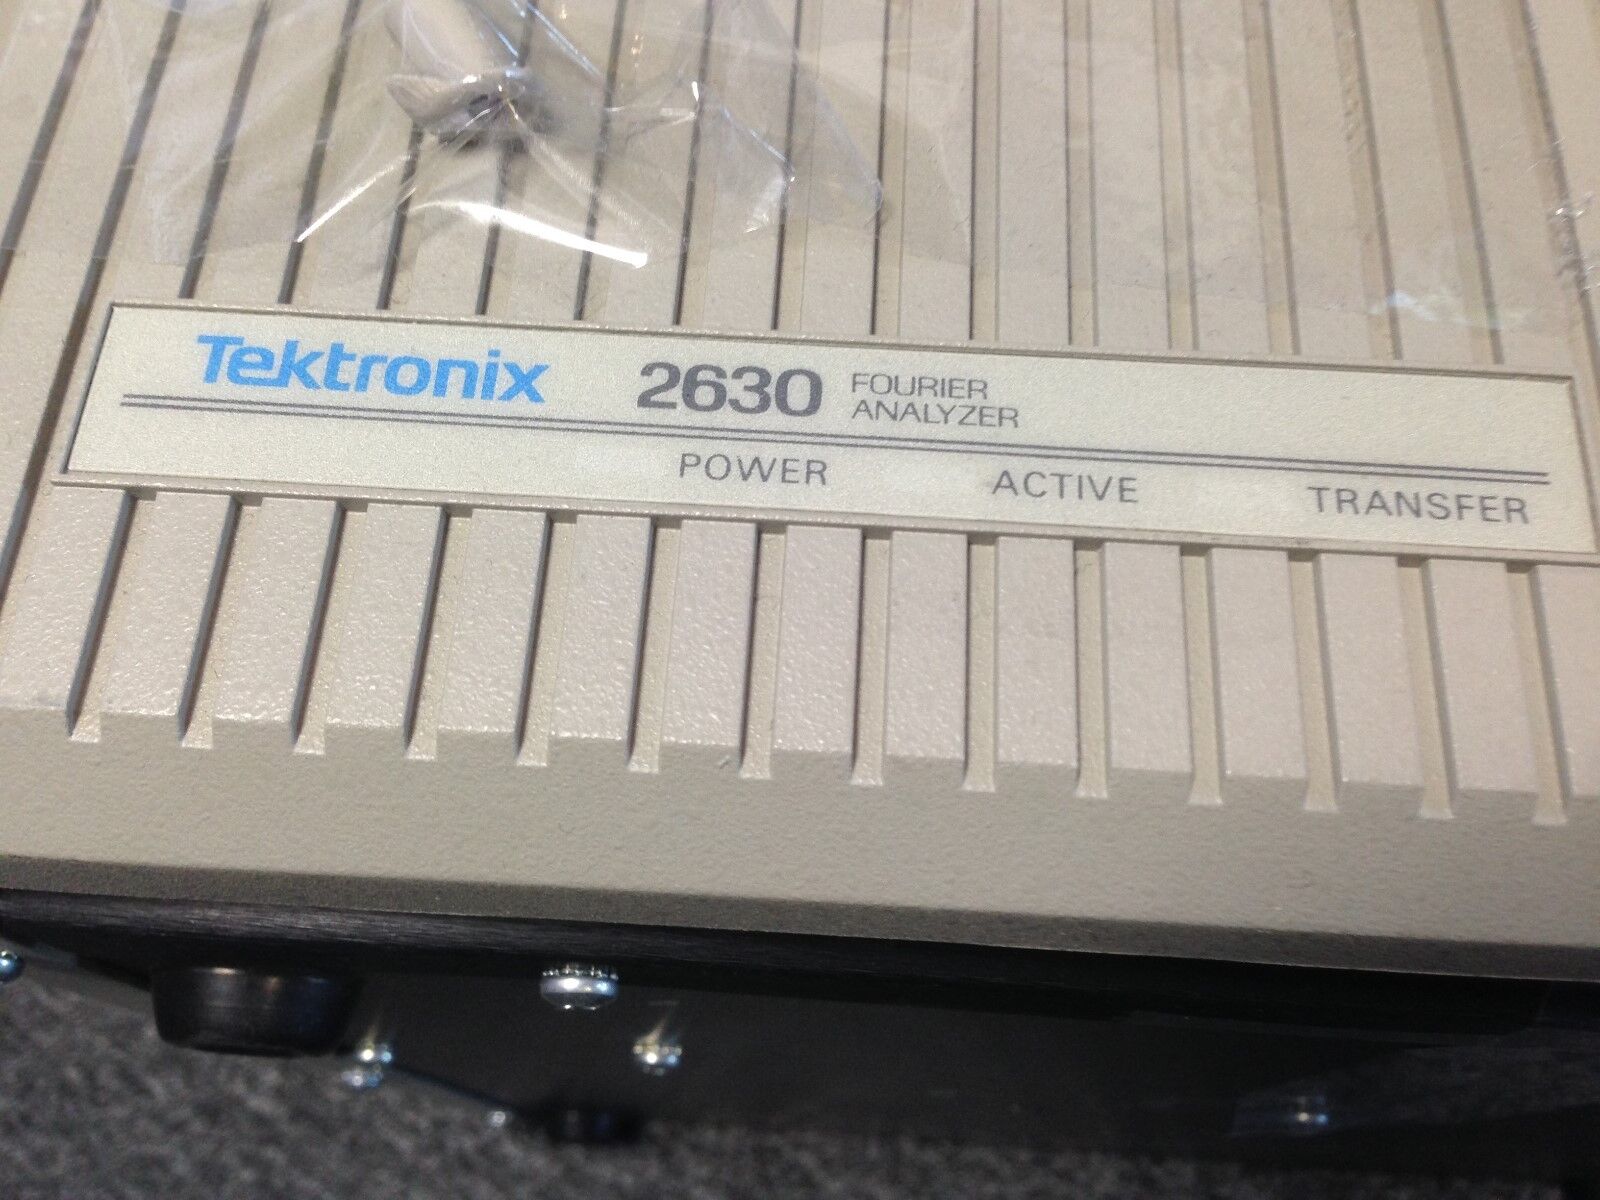 Tektronix 2630 FOURIER
ANALYZER
POWER ACTIVE TRANSFER